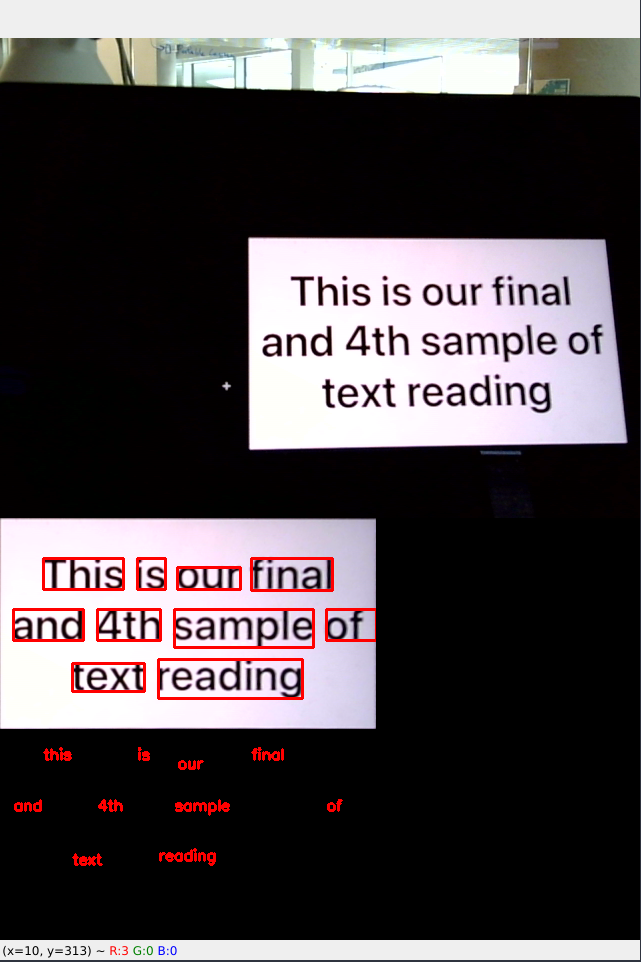 This is our final
and 4th sample of
text reading
This is our final
and 4th sample of
text reading
this is our final
and 4th sample of
text reading
(x=10, y=313) ~ R:3 G:0 B:0